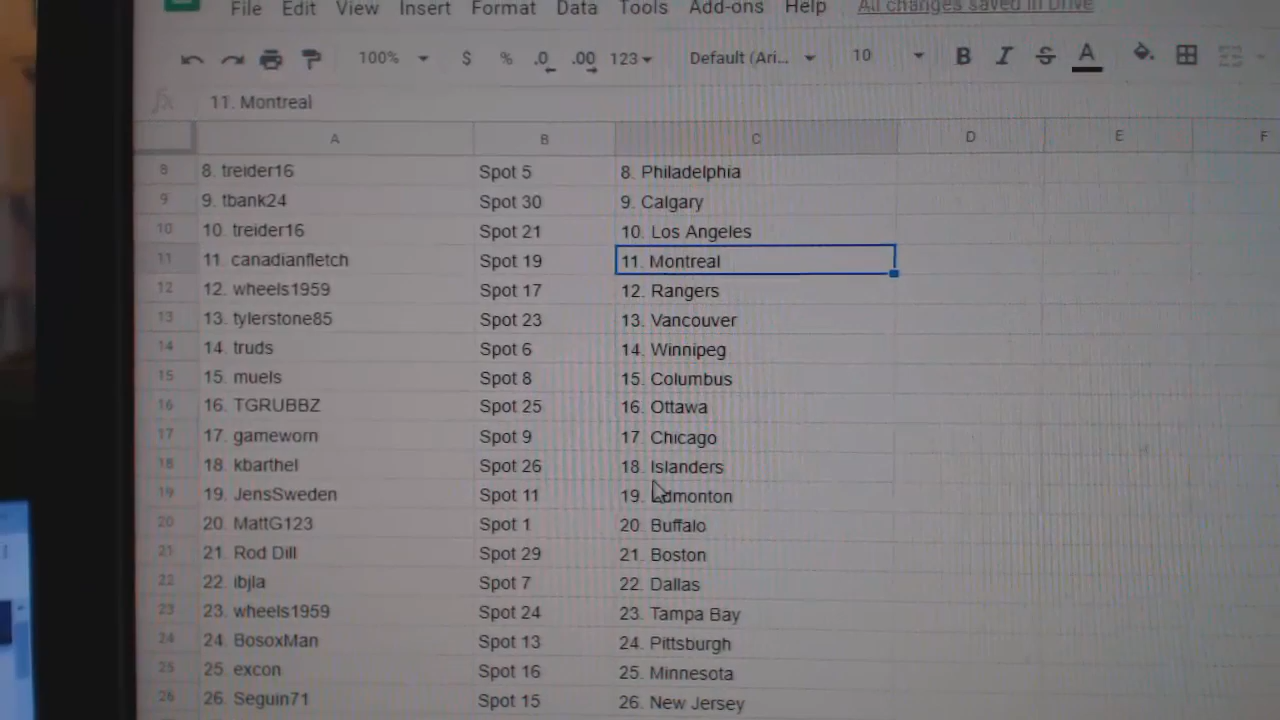 File Edit View Insert Format Data Tools Add-ons Help All changes saved in Drive
100% $ % .0 .00 123 Default (Ari... 10 B I S A
fx 11. Montreal
A B C D E F
8 8. treider16 Spot 5 8. Philadelphia
9 9. tbank24 Spot 30 9. Calgary
10 10. treider16 Spot 21 10. Los Angeles
11 11. canadianfletch Spot 19 11. Montreal
12 12. wheels1959 Spot 17 12. Rangers
13 13. tylerstone85 Spot 23 13. Vancouver
14 14. truds Spot 6 14. Winnipeg
15 15. muels Spot 8 15. Columbus
16 16. TGRUBBZ Spot 25 16. Ottawa
17 17. gameworn Spot 9 17. Chicago
18 18. kbarthel Spot 26 18. Islanders
19 19. JensSweden Spot 11 19. Edmonton
20 20. MattG123 Spot 1 20. Buffalo
21 21. Rod Dill Spot 29 21. Boston
22 22. ibjla Spot 7 22. Dallas
23 23. wheels1959 Spot 24 23. Tampa Bay
24 24. BosoxMan Spot 13 24. Pittsburgh
25 25. excon Spot 16 25. Minnesota
26 26. Seguin71 Spot 15 26. New Jersey